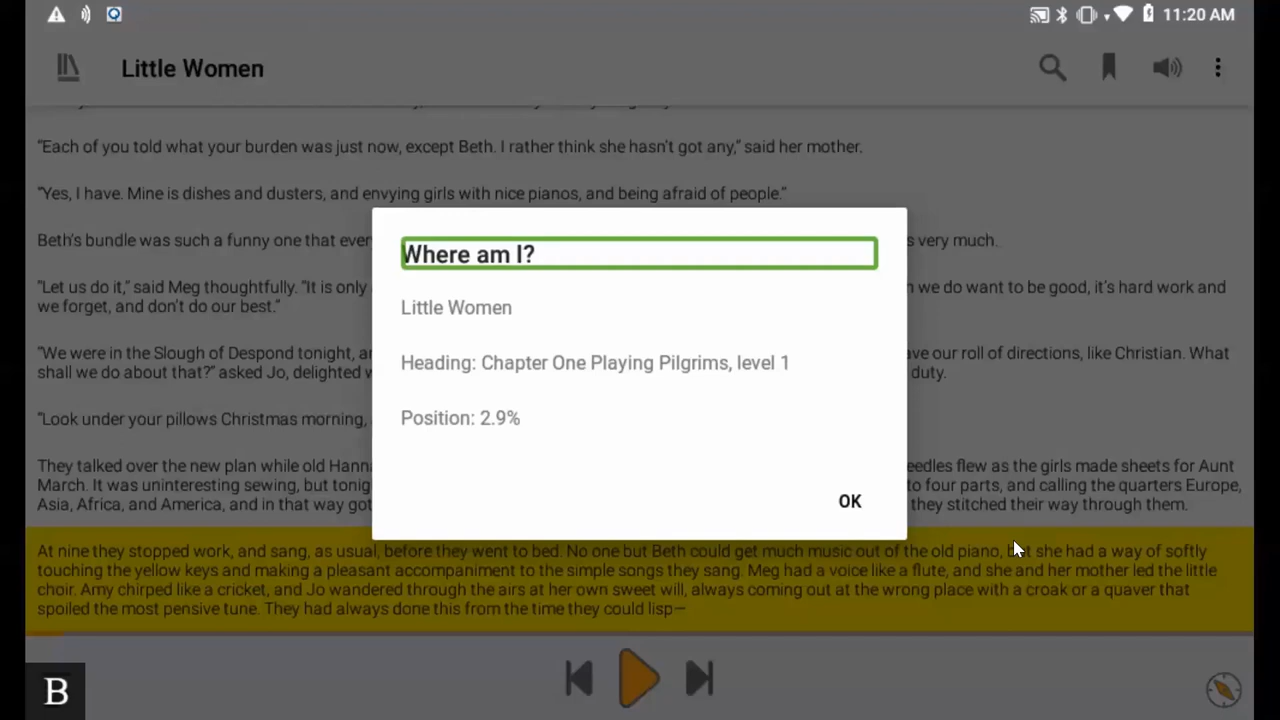 11:20 AM
Little Women
“Each of you told what your burden was just now, except Beth. I rather think she hasn’t got any,” said her mother.
“Yes, I have. Mine is dishes and dusters, and envying girls with nice pianos, and being afraid of people.”
Where am I?
Beth’s bundle was such a funny one that ever s very much.
“Let us do it,” said Meg thoughtfully. “It is only we do want to be good, it’s hard work and
we forget, and don’t do our best.”
Little Women
“We were in the Slough of Despond tonight, our roll of directions, like Christian. What
shall we do about that?” asked Jo, delighted duty.
Heading: Chapter One Playing Pilgrims, level 1
“Look under your pillows Christmas morning,
Position: 2.9%
They talked over the new plan while old flew as the girls made sheets for Aunt
March. It was uninteresting sewing, but to four parts, and calling the quarters Europe,
Asia, Africa, and America, and in that way got they stitched their way through them.
OK
At nine they stopped work, and sang, as usual, before they went to bed. No one but Beth could get much music out of the old piano, but she had a way of softly
touching the yellow keys and making a pleasant accompaniment to the simple songs they sang. Meg had a voice like a flute, and she and her mother led the little
choir. Amy chirped like a cricket, and Jo wandered through the airs at her own sweet will, always coming out at the wrong place with a croak or a quaver that
spoiled the most pensive tune. They had always done this from the time they could lisp—
B